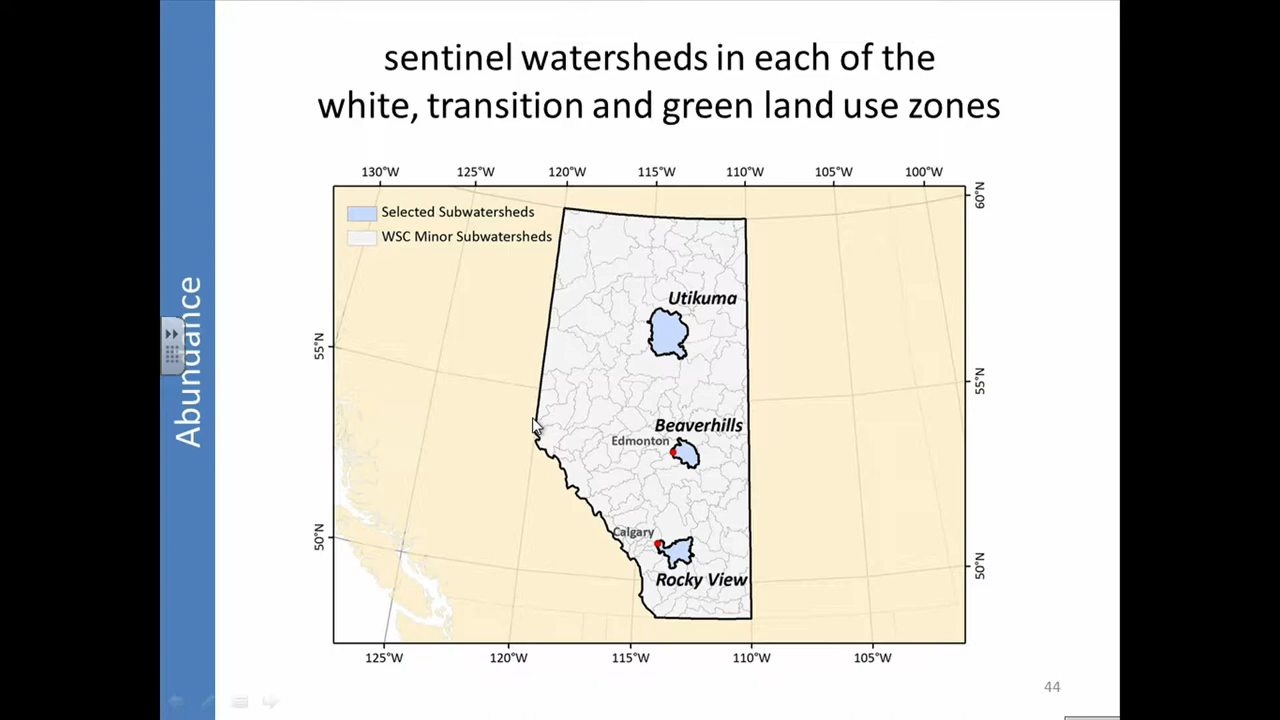 sentinel watersheds in each of the
white, transition and green land use zones
Abundance
130°W 125°W 120°W 115°W 110°W 105°W 100°W
60°N
Selected Subwatersheds
WSC Minor Subwatersheds
Utikuma
55°N
55°N
Beaverhills
Edmonton
Calgary
50°N
50°N
Rocky View
125°W 120°W 115°W 110°W 105°W
44